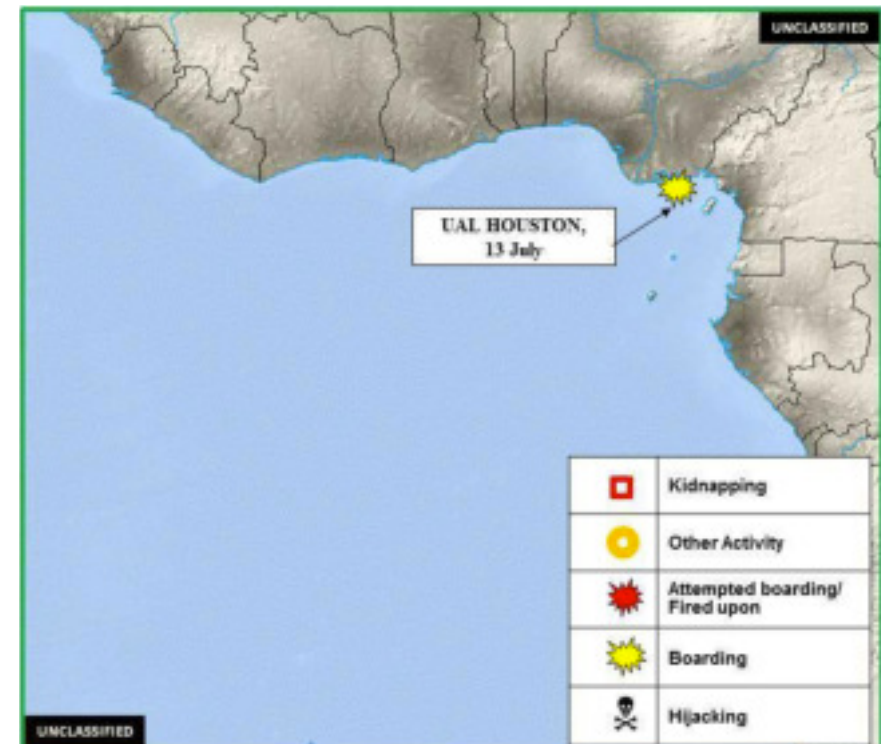 UNCLASSIFIED
UAL HOUSTON,
13 July
Kidnapping
Other Activity
Attempted boarding/
Fired upon
Boarding
Hijacking
UNCLASSIFIED